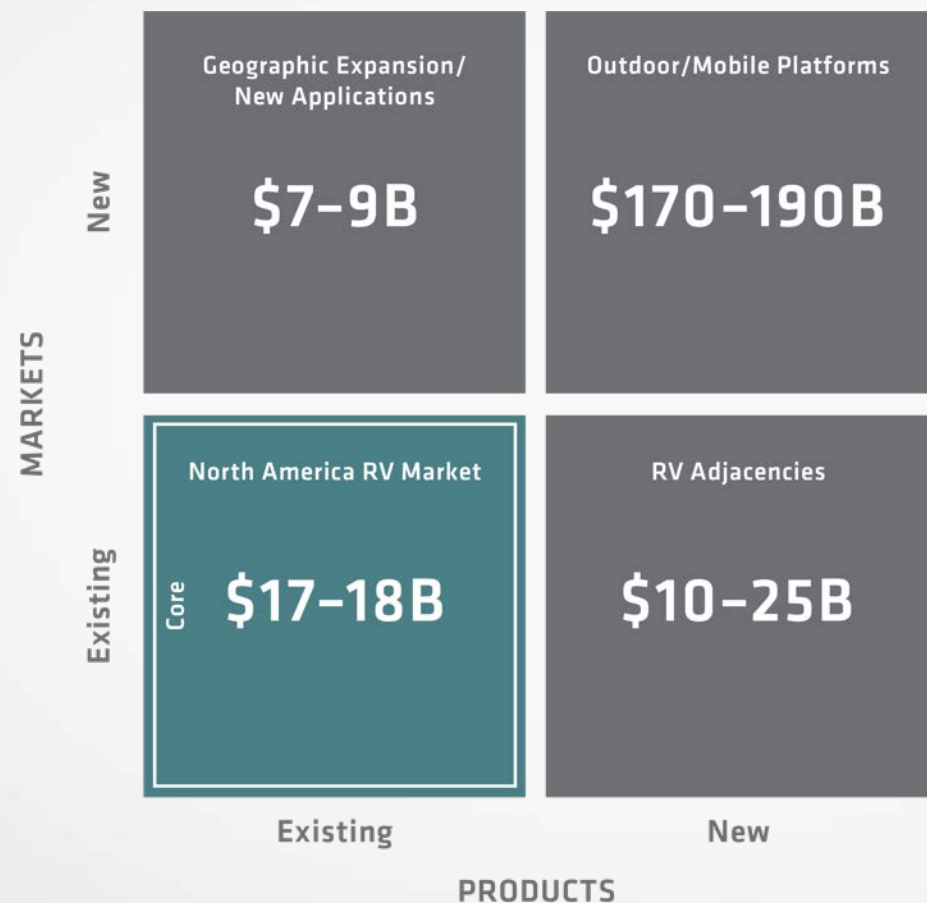 Geographic Expansion/
New Applications
$7–9B
Outdoor/Mobile Platforms
$170–190B
New
MARKETS
North America RV Market
Core
$17–18B
RV Adjacencies
$10–25B
Existing
Existing
New
PRODUCTS